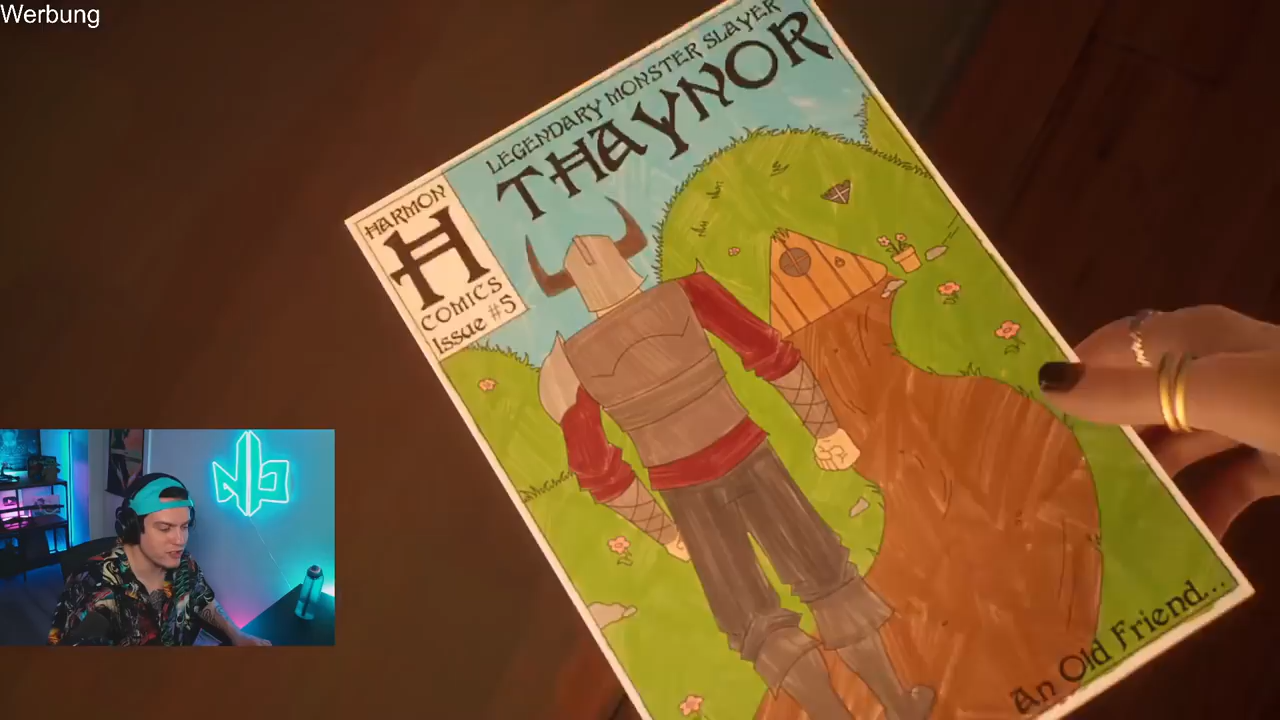 Werbung
LEGENDARY MONSTER SLAYER
THAYNOR
HARMON
H
COMICS
Issue #5
An Old Friend...